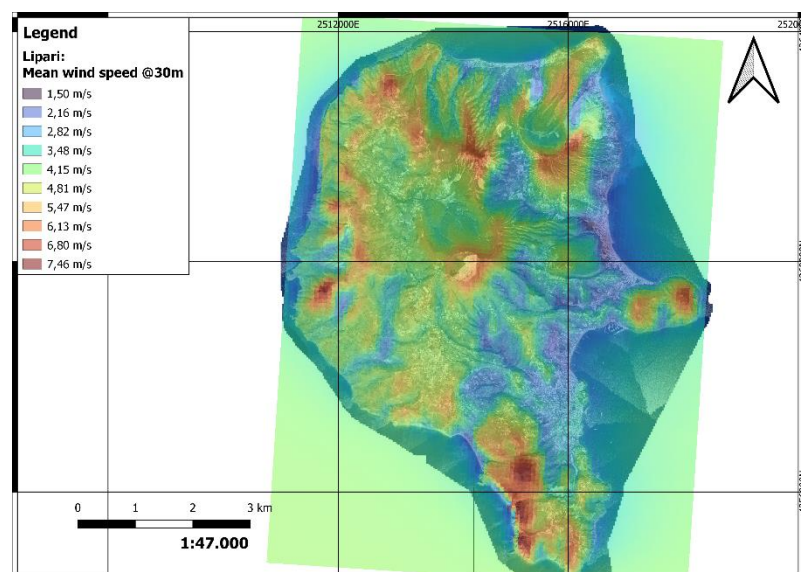 2512000E
2516000E
Legend
Lipari:
Mean wind speed @30m
1,50 m/s
2,16 m/s
2,82 m/s
3,48 m/s
4,15 m/s
4,81 m/s
5,47 m/s
6,13 m/s
6,80 m/s
7,46 m/s
0 1 2 3 km
1:47.000